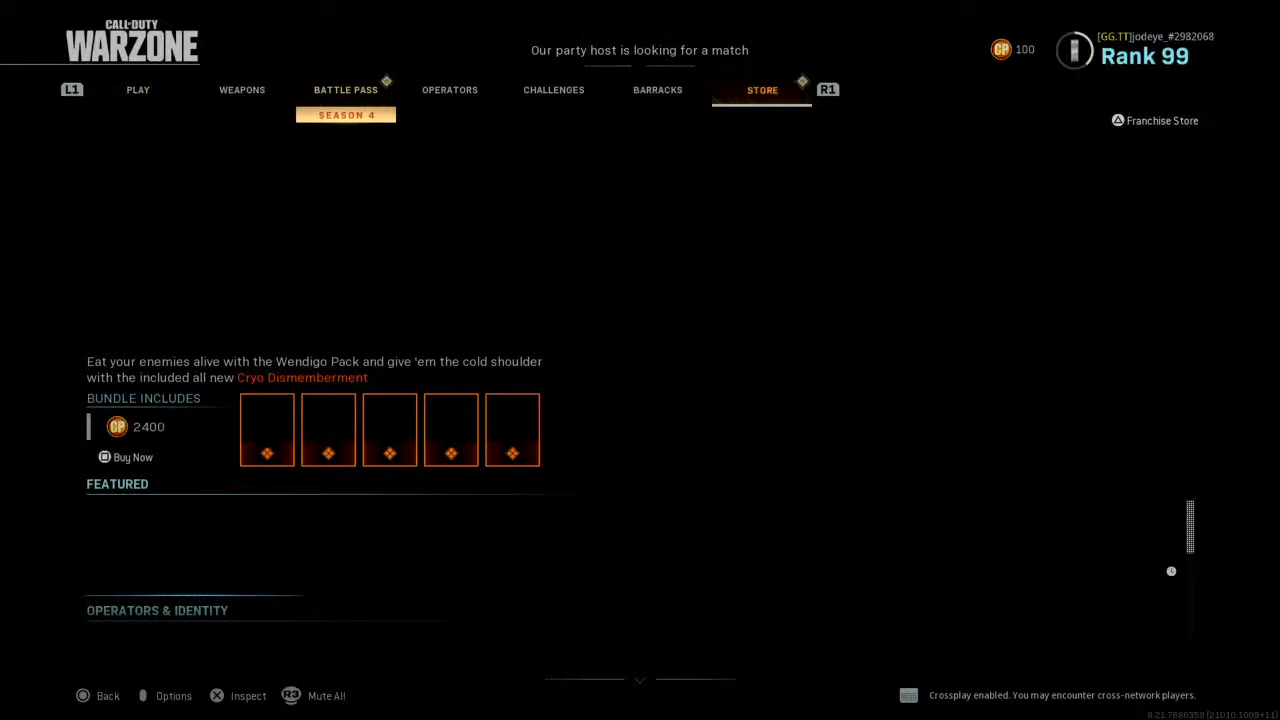 CALL OF DUTY
WARZONE
Our party host is looking for a match
CP 100
[GG.TT]jodeye_#2982068
Rank 99
L1
PLAY
WEAPONS
BATTLE PASS
OPERATORS
CHALLENGES
BARRACKS
STORE
R1
SEASON 4
Franchise Store
Eat your enemies alive with the Wendigo Pack and give 'em the cold shoulder
with the included all new Cryo Dismemberment
BUNDLE INCLUDES
CP 2400
Buy Now
FEATURED
OPERATORS & IDENTITY
Back
Options
Inspect
R3 Mute All
Crossplay enabled. You may encounter cross-network players.